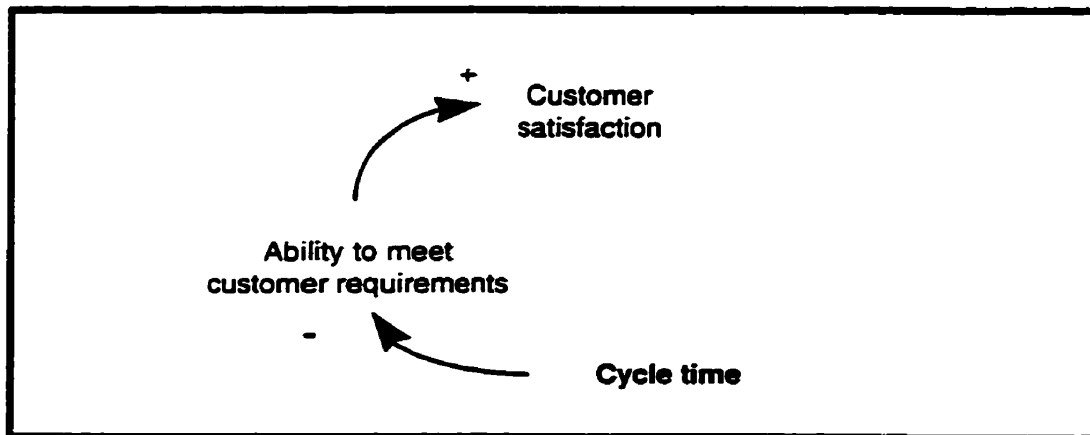 +
Customer
satisfaction
Ability to meet
customer requirements
-
Cycle time